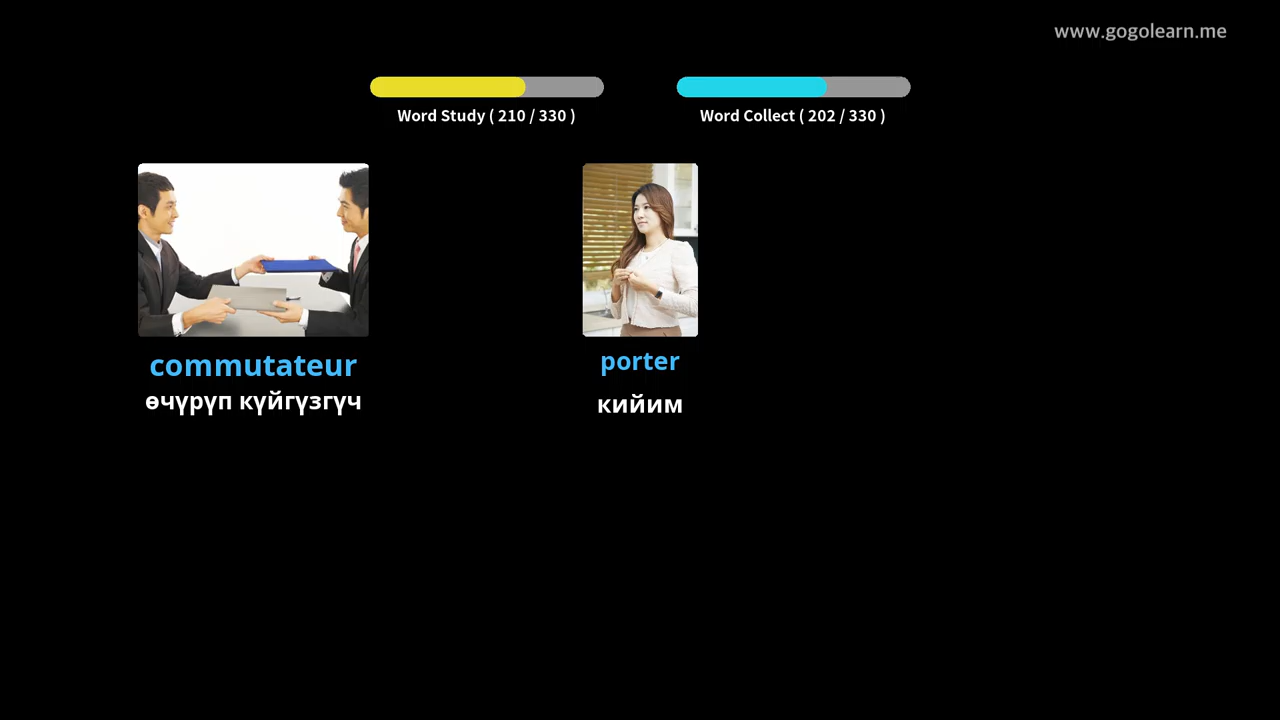 www.gogolearn.me
Word Study ( 210 / 330 )
Word Collect ( 202 / 330 )
commutateur
өчүрүп күйгүзгүч
porter
кийим